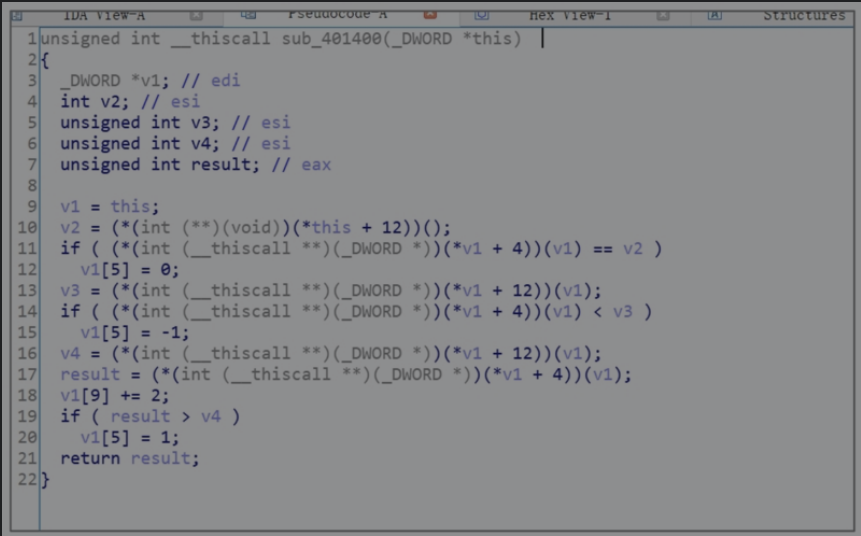 IDA View-A Pseudocode-A Hex View-1 Structures
1 unsigned int __thiscall sub_401400(_DWORD *this)
2 {
3 _DWORD *v1; // edi
4 int v2; // esi
5 unsigned int v3; // esi
6 unsigned int v4; // esi
7 unsigned int result; // eax
8
9 v1 = this;
10 v2 = (*(int (**)(void))(*this + 12))();
11 if ( (*(int (__thiscall **)(_DWORD *))(*v1 + 4))(v1) == v2 )
12 v1[5] = 0;
13 v3 = (*(int (__thiscall **)(_DWORD *))(*v1 + 12))(v1);
14 if ( (*(int (__thiscall **)(_DWORD *))(*v1 + 4))(v1) < v3 )
15 v1[5] = -1;
16 v4 = (*(int (__thiscall **)(_DWORD *))(*v1 + 12))(v1);
17 result = (*(int (__thiscall **)(_DWORD *))(*v1 + 4))(v1);
18 v1[9] += 2;
19 if ( result > v4 )
20 v1[5] = 1;
21 return result;
22 }